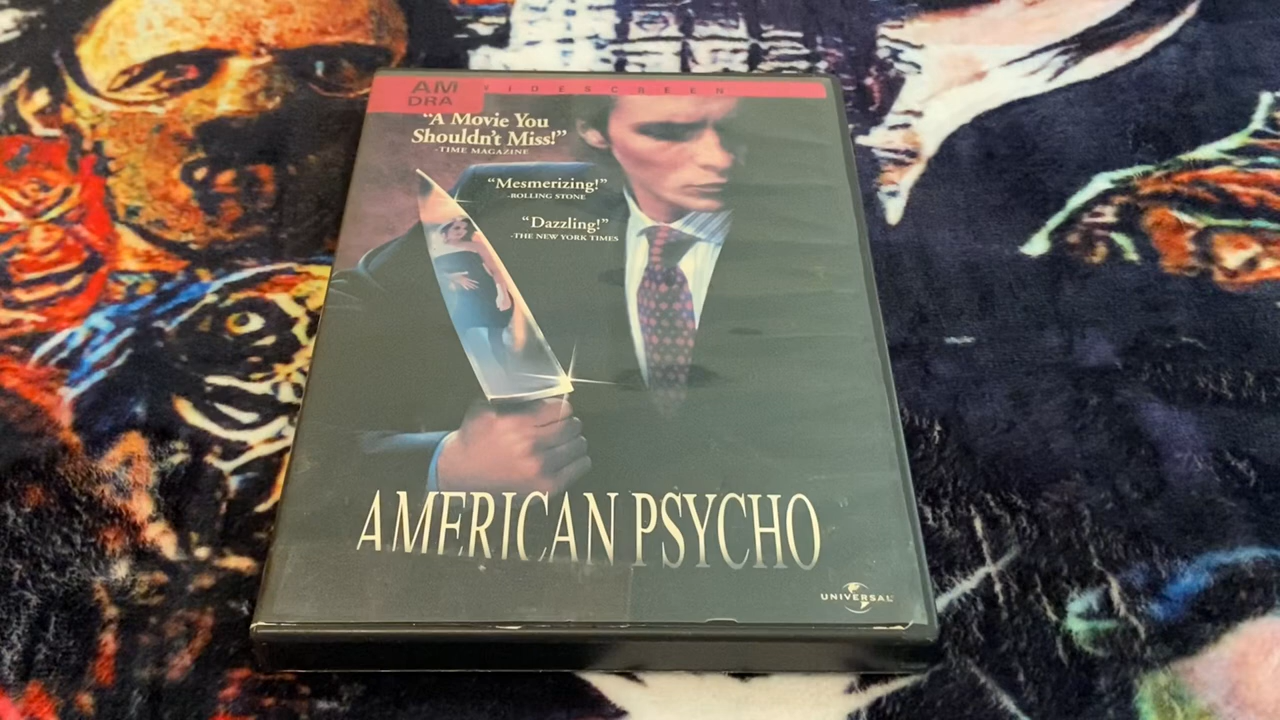 AM
DRA
WIDESCREEN
“A Movie You
Shouldn't Miss!”
-TIME MAGAZINE
“Mesmerizing!”
-ROLLING STONE
“Dazzling!”
-THE NEW YORK TIMES
AMERICAN PSYCHO
UNIVERSAL